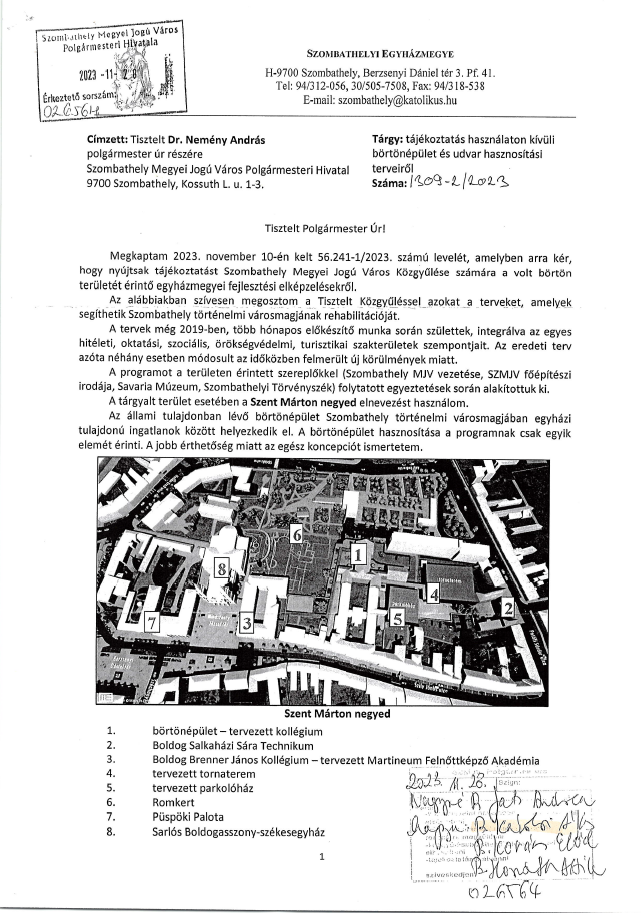 Szombathely Megyei Jogú Város
Polgármesteri Hivatala
2023 -11-
Érkeztető sorszám:
026564
SZOMBATHELYI EGYHÁZMEGYE
H-9700 Szombathely, Berzsenyi Dániel tér 3. Pf. 41.
Tel: 94/312-056, 30/505-7508, Fax: 94/318-538
E-mail: szombathely@katolikus.hu
Címzett: Tisztelt Dr. Nemény András
polgármester úr részére
Szombathely Megyei Jogú Város Polgármesteri Hivatal
9700 Szombathely, Kossuth L. u. 1-3.
Tárgy: tájékoztatás használaton kívüli
börtönépület és udvar hasznosítási
terveiről
Száma: 1309-2/2023
Tisztelt Polgármester Úr!
Megkaptam 2023. november 10-én kelt 56.241-1/2023. számú levelét, amelyben arra kér,
hogy nyújtsak tájékoztatást Szombathely Megyei Jogú Város Közgyűlése számára a volt börtön
területét érintő egyházmegyei fejlesztési elképzelésekről.
Az alábbiakban szívesen megosztom a Tisztelt Közgyűléssel azokat a terveket, amelyek
segíthetik Szombathely történelmi városmagjának rehabilitációját.
A tervek még 2019-ben, több hónapos előkészítő munka során születtek, integrálva az egyes
hitéleti, oktatási, szociális, örökségvédelmi, turisztikai szakterületek szempontjait. Az eredeti terv
azóta néhány esetben módosult az időközben felmerült új körülmények miatt.
A programot a területen érintett szereplőkkel (Szombathely MJV vezetése, SZMJV főépítészi
irodája, Savaria Múzeum, Szombathelyi Törvényszék) folytatott egyeztetések során alakítottuk ki.
A tárgyalt terület esetében a Szent Márton negyed elnevezést használom.
Az állami tulajdonban lévő börtönépület Szombathely történelmi városmagjában egyházi
tulajdonú ingatlanok között helyezkedik el. A börtönépület hasznosítása a programnak csak egyik
elemét érinti. A jobb érthetőség miatt az egész koncepciót ismertetem.
6
1
8
4
2
7
3
5
Szent Márton negyed
1. börtönépület – tervezett kollégium
2. Boldog Salkaházi Sára Technikum
3. Boldog Brenner János Kollégium – tervezett Martineum Felnőttképző Akadémia
4. tervezett tornaterem
5. tervezett parkolóház
6. Romkert
7. Püspöki Palota
8. Sarlós Boldogasszony-székesegyház
2023. 11. 28.
szíveskedjen
026564
1